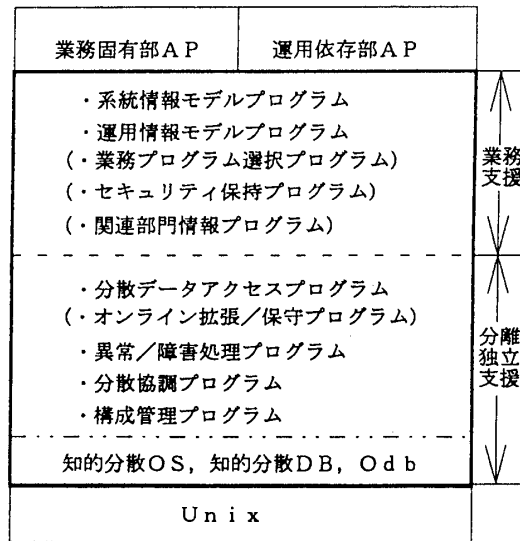 業務固有部AP　運用依存部AP
・系統情報モデルプログラム
・運用情報モデルプログラム
(・業務プログラム選択プログラム)
(・セキュリティ保持プログラム)
(・関連部門情報プログラム)
業務
支援
・分散データアクセスプログラム
(・オンライン拡張／保守プログラム)
・異常／障害処理プログラム
・分散協調プログラム
・構成管理プログラム
分離
独立
支援
知的分散OS，知的分散DB，Odb
Unix